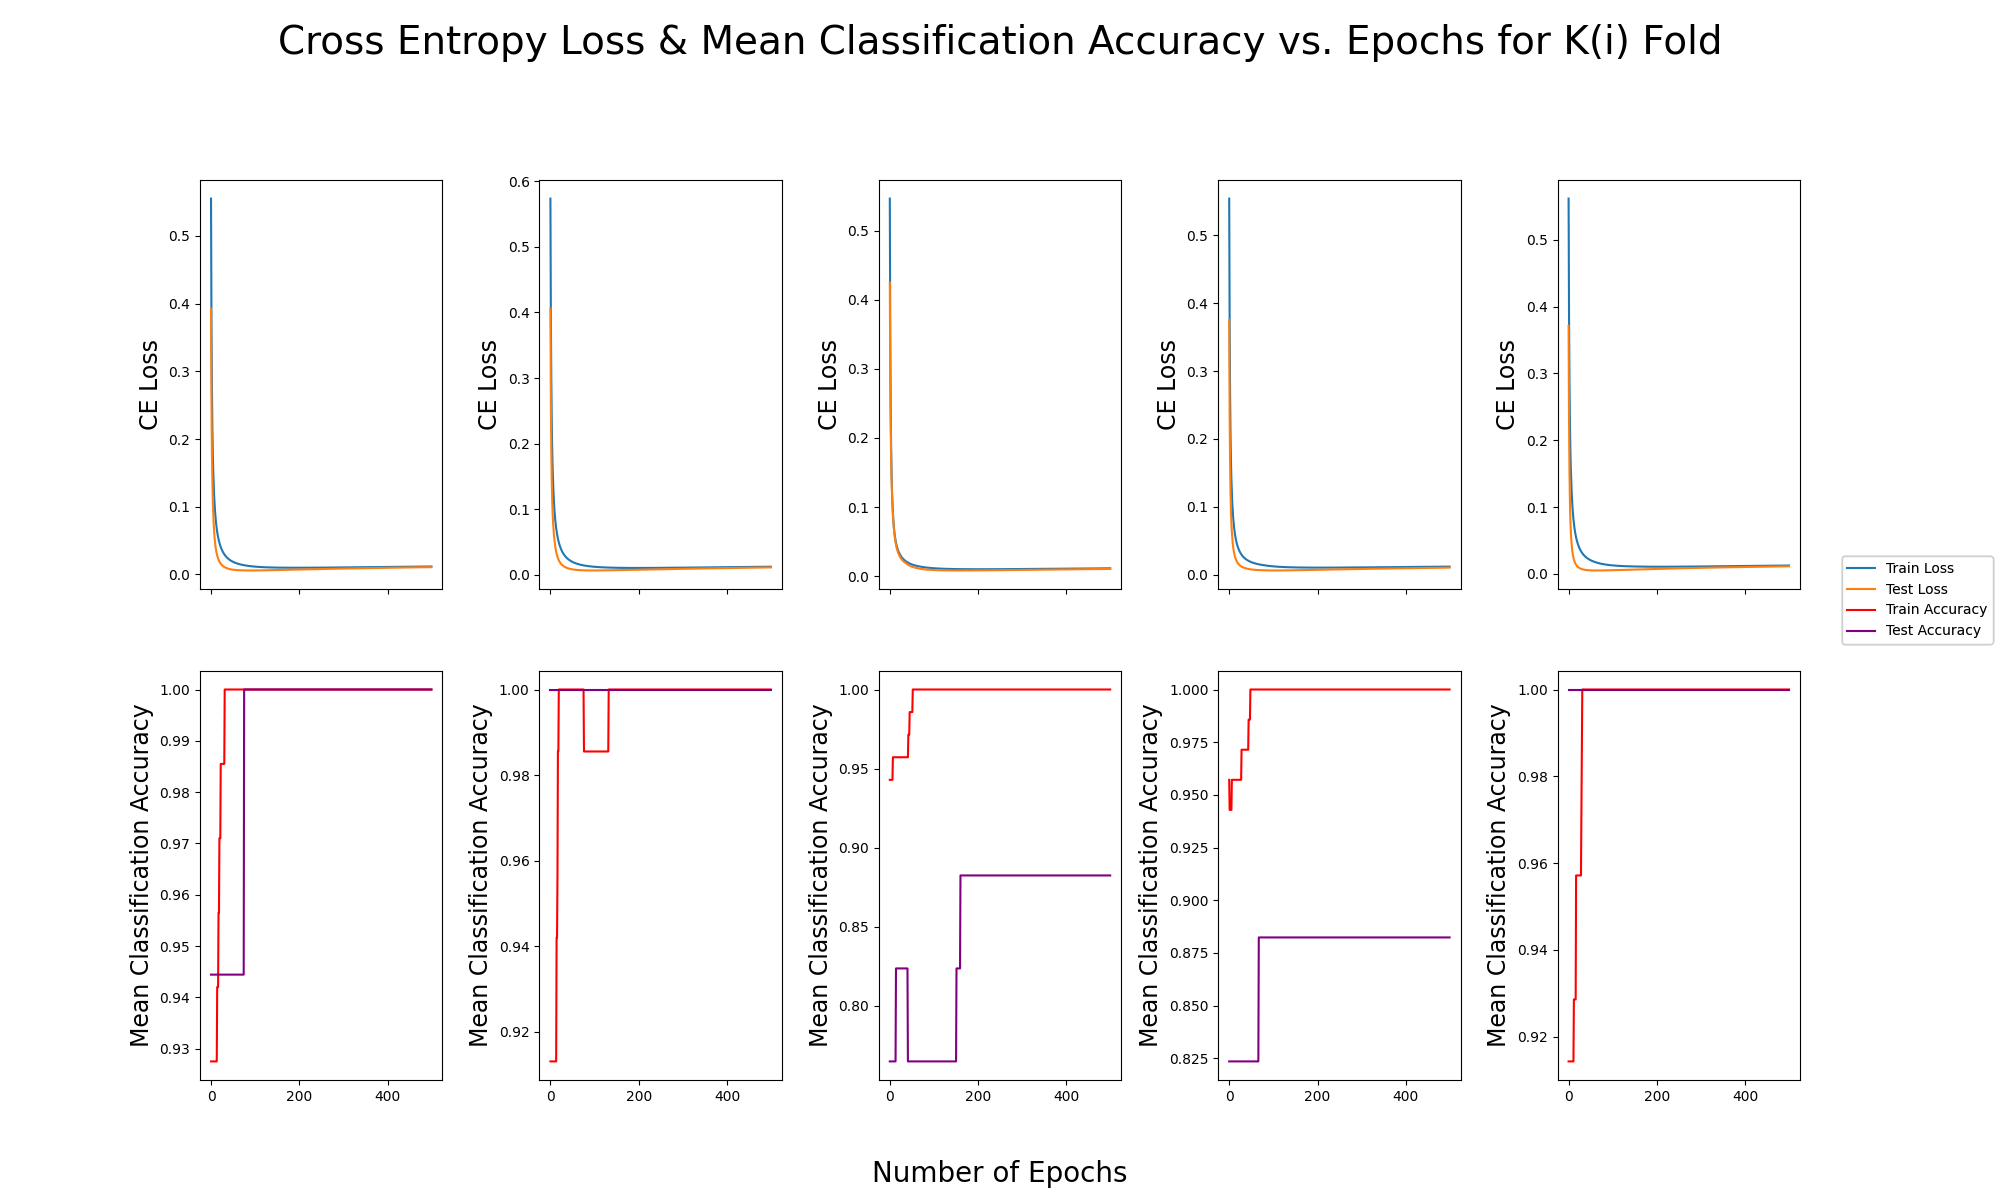 Cross Entropy Loss & Mean Classification Accuracy vs. Epochs for K(i) Fold
CE Loss
0.5
0.4
0.3
0.2
0.1
0.0
CE Loss
0.6
0.5
0.4
0.3
0.2
0.1
0.0
CE Loss
0.5
0.4
0.3
0.2
0.1
0.0
CE Loss
0.5
0.4
0.3
0.2
0.1
0.0
CE Loss
0.5
0.4
0.3
0.2
0.1
0.0
Train Loss
Test Loss
Train Accuracy
Test Accuracy
Mean Classification Accuracy
1.00
0.99
0.98
0.97
0.96
0.95
0.94
0.93
0 200 400
Mean Classification Accuracy
1.00
0.98
0.96
0.94
0.92
0 200 400
Mean Classification Accuracy
1.00
0.95
0.90
0.85
0.80
0 200 400
Mean Classification Accuracy
1.000
0.975
0.950
0.925
0.900
0.875
0.850
0.825
0 200 400
Mean Classification Accuracy
1.00
0.98
0.96
0.94
0.92
0 200 400
Number of Epochs